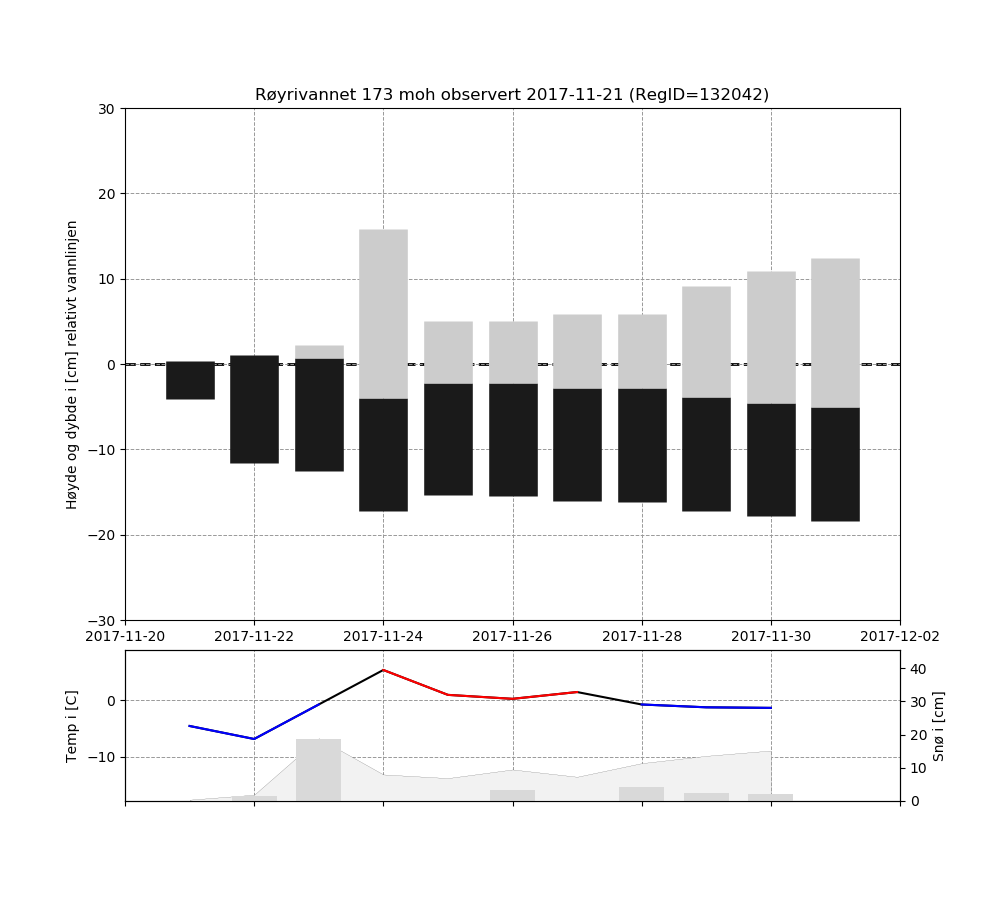 Røyrivannet 173 moh observert 2017-11-21 (RegID=132042)
Høyde og dybde i [cm] relativt vannlinjen
30
20
10
0
−10
−20
−30
2017-11-20 2017-11-22 2017-11-24 2017-11-26 2017-11-28 2017-11-30 2017-12-02
Temp i [C]
0
−10
40
30
20
10
0
Snø i [cm]